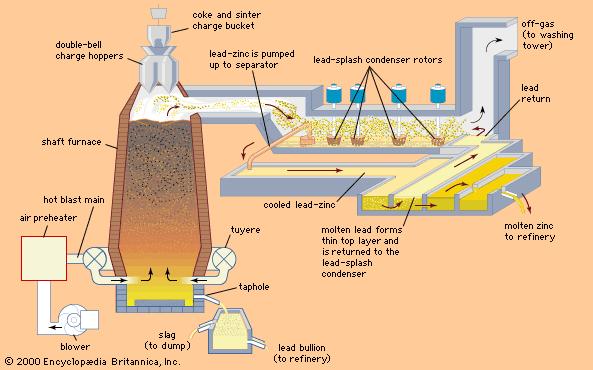 coke and sinter
charge bucket
double-bell
charge hoppers
lead-zinc is pumped
up to separator
lead-splash condenser rotors
off-gas
(to washing
tower)
lead
return
shaft furnace
hot blast main
air preheater
cooled lead-zinc
molten lead forms
thin top layer and
is returned to the
lead-splash
condenser
molten zinc
to refinery
tuyere
taphole
blower
slag
(to dump)
lead bullion
(to refinery)
© 2000 Encyclopædia Britannica, Inc.